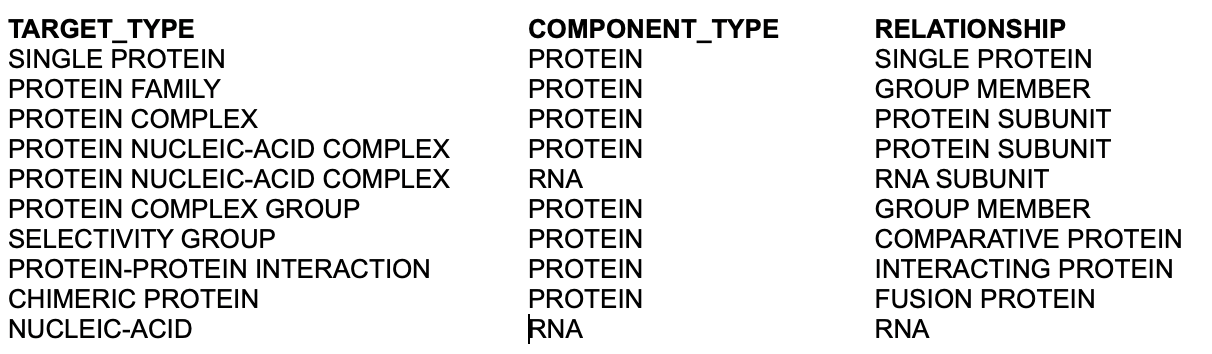 TARGET_TYPE COMPONENT_TYPE RELATIONSHIP
SINGLE PROTEIN PROTEIN SINGLE PROTEIN
PROTEIN FAMILY PROTEIN GROUP MEMBER
PROTEIN COMPLEX PROTEIN PROTEIN SUBUNIT
PROTEIN NUCLEIC-ACID COMPLEX PROTEIN PROTEIN SUBUNIT
PROTEIN NUCLEIC-ACID COMPLEX RNA RNA SUBUNIT
PROTEIN COMPLEX GROUP PROTEIN GROUP MEMBER
SELECTIVITY GROUP PROTEIN COMPARATIVE PROTEIN
PROTEIN-PROTEIN INTERACTION PROTEIN INTERACTING PROTEIN
CHIMERIC PROTEIN PROTEIN FUSION PROTEIN
NUCLEIC-ACID RNA RNA